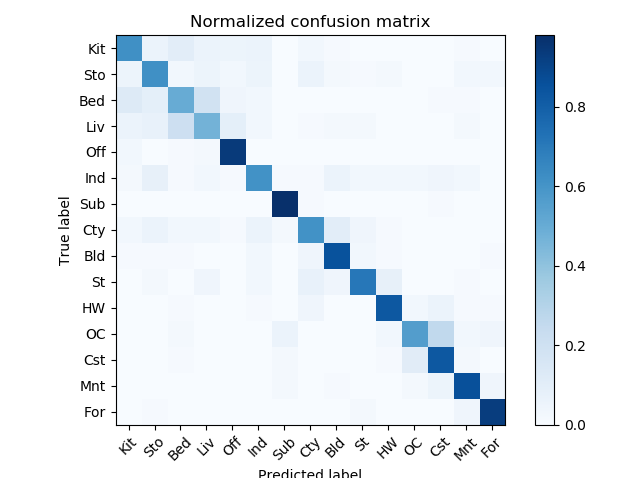 Normalized confusion matrix
Kit
Sto
Bed
Liv
Off
Ind
Sub
Cty
Bld
St
HW
OC
Cst
Mnt
For
True label
Kit Sto Bed Liv Off Ind Sub Cty Bld St HW OC Cst Mnt For
Predicted label
0.8
0.6
0.4
0.2
0.0